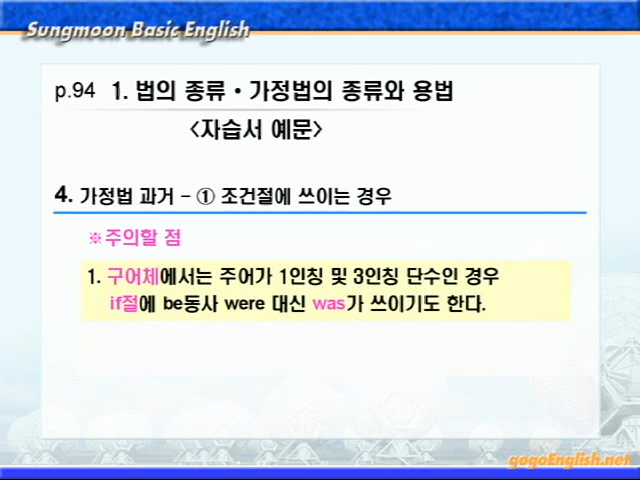 Sungmoon Basic English
p.94 1. 법의 종류 • 가정법의 종류와 용법
<자습서 예문>
4. 가정법 과거 - ① 조건절에 쓰이는 경우
※주의할 점
1. 구어체에서는 주어가 1인칭 및 3인칭 단수인 경우
if절에 be동사 were 대신 was가 쓰이기도 한다.
gogoEnglish.net